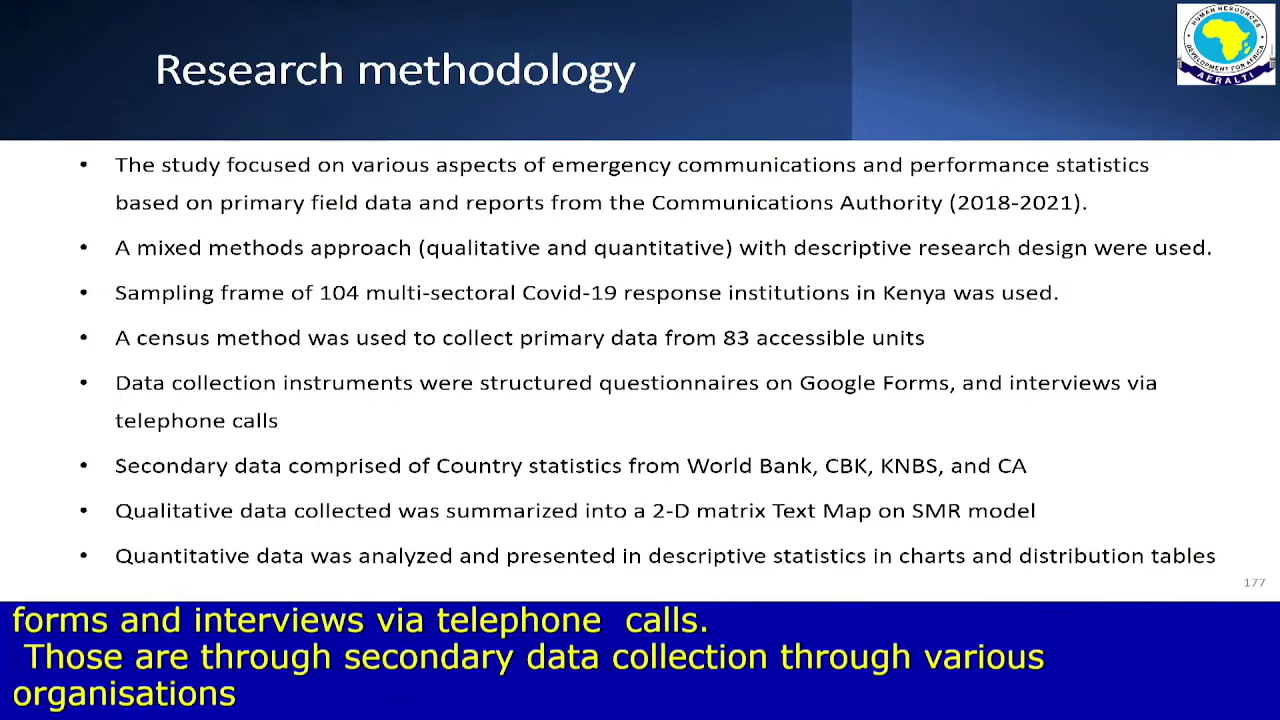 Research methodology
HUMAN RESOURCES
DEVELOPMENT FOR AFRICA
AFRALTI
• The study focused on various aspects of emergency communications and performance statistics
based on primary field data and reports from the Communications Authority (2018-2021).
• A mixed methods approach (qualitative and quantitative) with descriptive research design were used.
• Sampling frame of 104 multi-sectoral Covid-19 response institutions in Kenya was used.
• A census method was used to collect primary data from 83 accessible units
• Data collection instruments were structured questionnaires on Google Forms, and interviews via
telephone calls
• Secondary data comprised of Country statistics from World Bank, CBK, KNBS, and CA
• Qualitative data collected was summarized into a 2-D matrix Text Map on SMR model
• Quantitative data was analyzed and presented in descriptive statistics in charts and distribution tables
177
forms and interviews via telephone calls.
Those are through secondary data collection through various
organisations